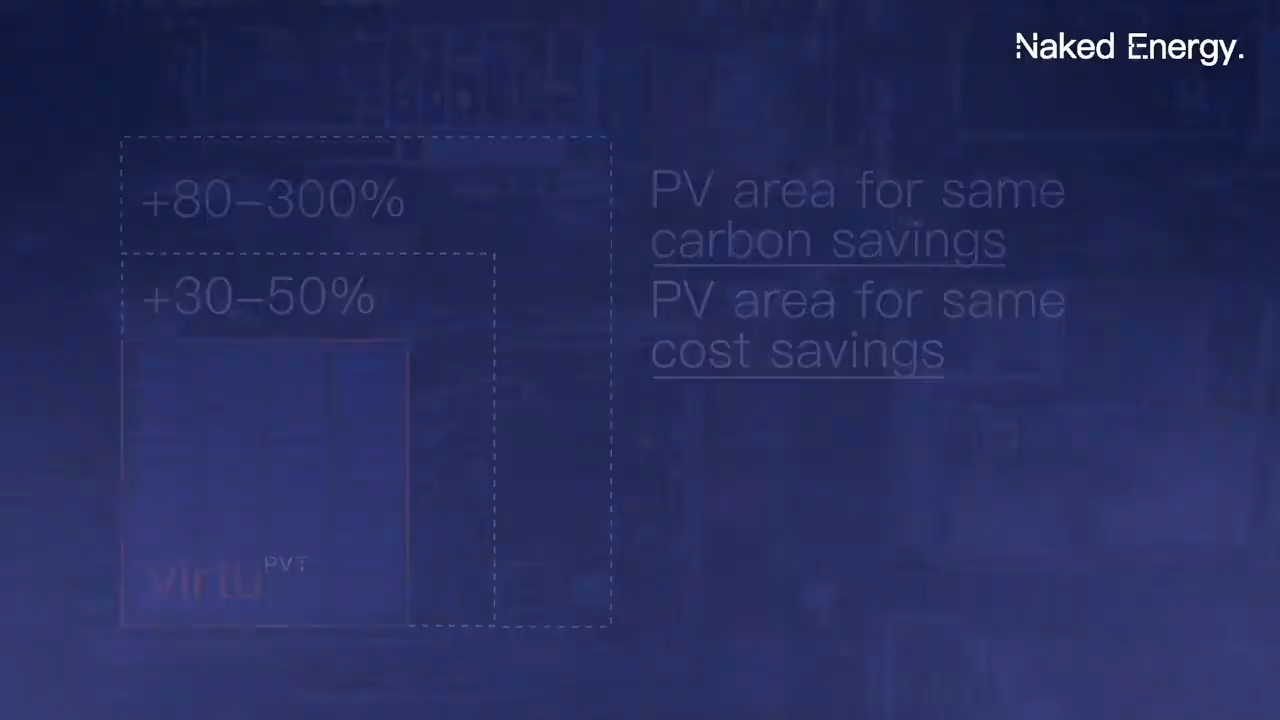 Naked Energy.
+80–300%
PV area for same
carbon savings
+30–50%
PV area for same
cost savings
virtu PVT